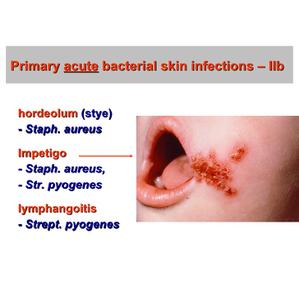 Primary acute bacterial skin infections – IIb
hordeolum (stye)
- Staph. aureus
Impetigo
- Staph. aureus,
- Str. pyogenes
lymphangoitis
- Strept. pyogenes